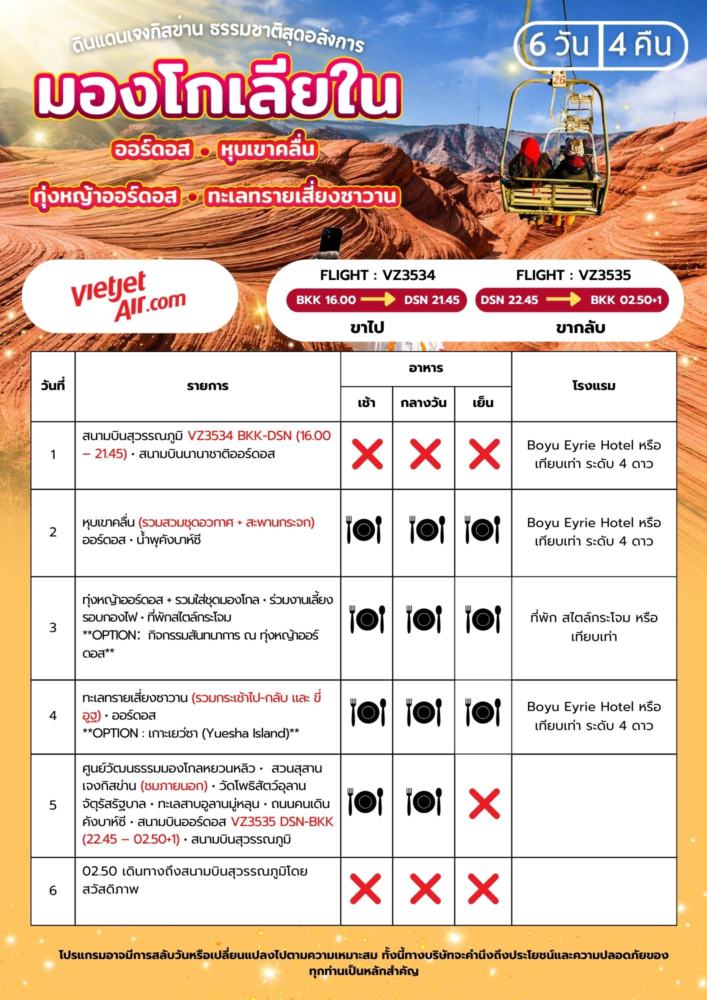 ดินแดนเจงกิสข่าน ธรรมชาติสุดอลังการ
6 วัน 4 คืน
26
มองโกเลียใน
ออร์ดอส • หุบเขาคลื่น
ทุ่งหญ้าออร์ดอส • ทะเลทรายเสี่ยงซาวาน
vietjet
Air.com
FLIGHT : VZ3534
BKK 16.00 DSN 21.45
ขาไป
FLIGHT : VZ3535
DSN 22.45 BKK 02.50+1
ขากลับ
วันที่ รายการ อาหาร โรงแรม
เช้า กลางวัน เย็น
1
สนามบินสุวรรณภูมิ VZ3534 BKK-DSN (16.00
– 21.45) • สนามบินนานาชาติออร์ดอส
Boyu Eyrie Hotel หรือ
เทียบเท่า ระดับ 4 ดาว
2
หุบเขาคลื่น (รวมสวมชุดอวกาศ + สะพานกระจก)
ออร์ดอส • น้ำพุคังบาห์ซี
Boyu Eyrie Hotel หรือ
เทียบเท่า ระดับ 4 ดาว
3
ทุ่งหญ้าออร์ดอส + รวมใส่ชุดมองโกล • ร่วมงานเลี้ยง
รอบกองไฟ • ที่พักสไตล์กระโจม
**OPTION: กิจกรรมสันทนาการ ณ ทุ่งหญ้าออร์
ดอส**
ที่พัก สไตล์กระโจม หรือ
เทียบเท่า
4
ทะเลทรายเสี่ยงซาวาน (รวมกระเช้าไป-กลับ และ ขี่
อูฐ) • ออร์ดอส
**OPTION : เกาะเยว่ซา (Yuesha Island)**
Boyu Eyrie Hotel หรือ
เทียบเท่า ระดับ 4 ดาว
5
ศูนย์วัฒนธรรมมองโกลหยวนหลิว • สวนสุสาน
เจงกิสข่าน (ชมภายนอก) • วัดโพธิสัตว์อุลาน
จัตุรัสรัฐบาล • ทะเลสาบอูลานมู่หลุน • ถนนคนเดิน
คังบาห์ซี • สนามบินออร์ดอส VZ3535 DSN-BKK
(22.45 – 02.50+1) • สนามบินสุวรรณภูมิ
6
02.50 เดินทางถึงสนามบินสุวรรณภูมิโดย
สวัสดิภาพ
โปรแกรมอาจมีการสลับวันหรือเปลี่ยนแปลงไปตามความเหมาะสม ทั้งนี้ทางบริษัทจะคำนึงถึงประโยชน์และความปลอดภัยของ
ทุกท่านเป็นหลักสำคัญ